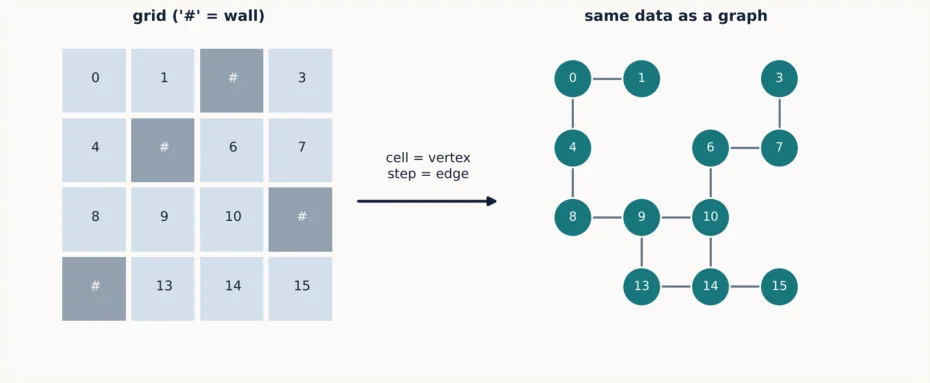 grid ('#' = wall)
0 1 # 3
4 # 6 7
8 9 10 #
# 13 14 15
cell = vertex
step = edge
same data as a graph
0 1 3
4 6 7
8 9 10
13 14 15